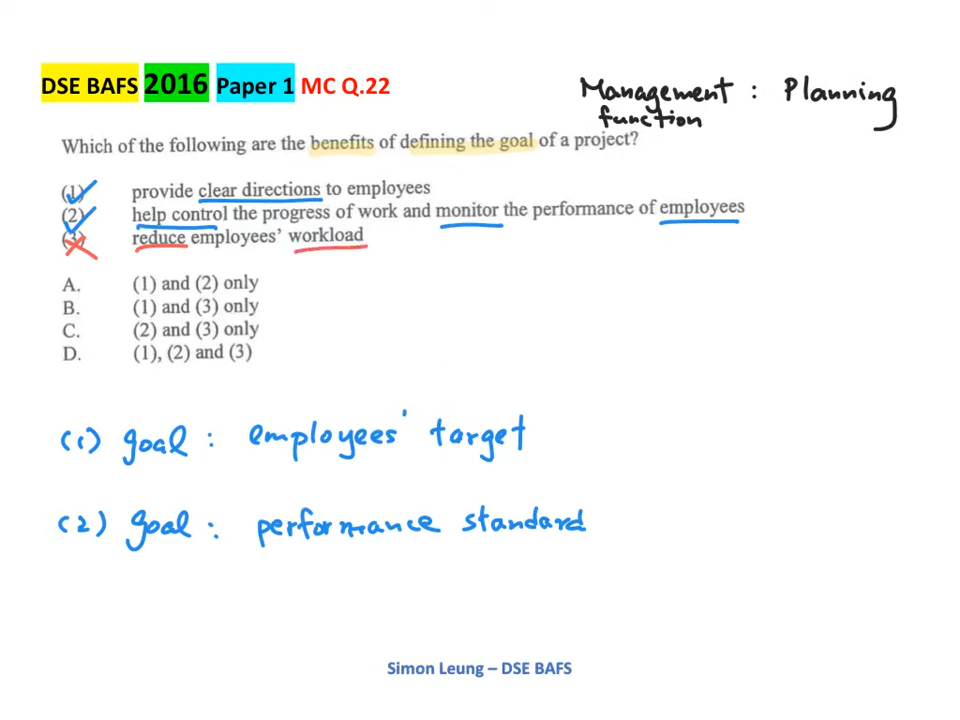 DSE BAFS 2016 Paper 1 MC Q.22
Management : Planning
function
Which of the following are the benefits of defining the goal of a project?
(1) provide clear directions to employees
(2) help control the progress of work and monitor the performance of employees
(3) reduce employees' workload
A. (1) and (2) only
B. (1) and (3) only
C. (2) and (3) only
D. (1), (2) and (3)
(1) goal : employees' target
(2) goal : performance standard
Simon Leung – DSE BAFS